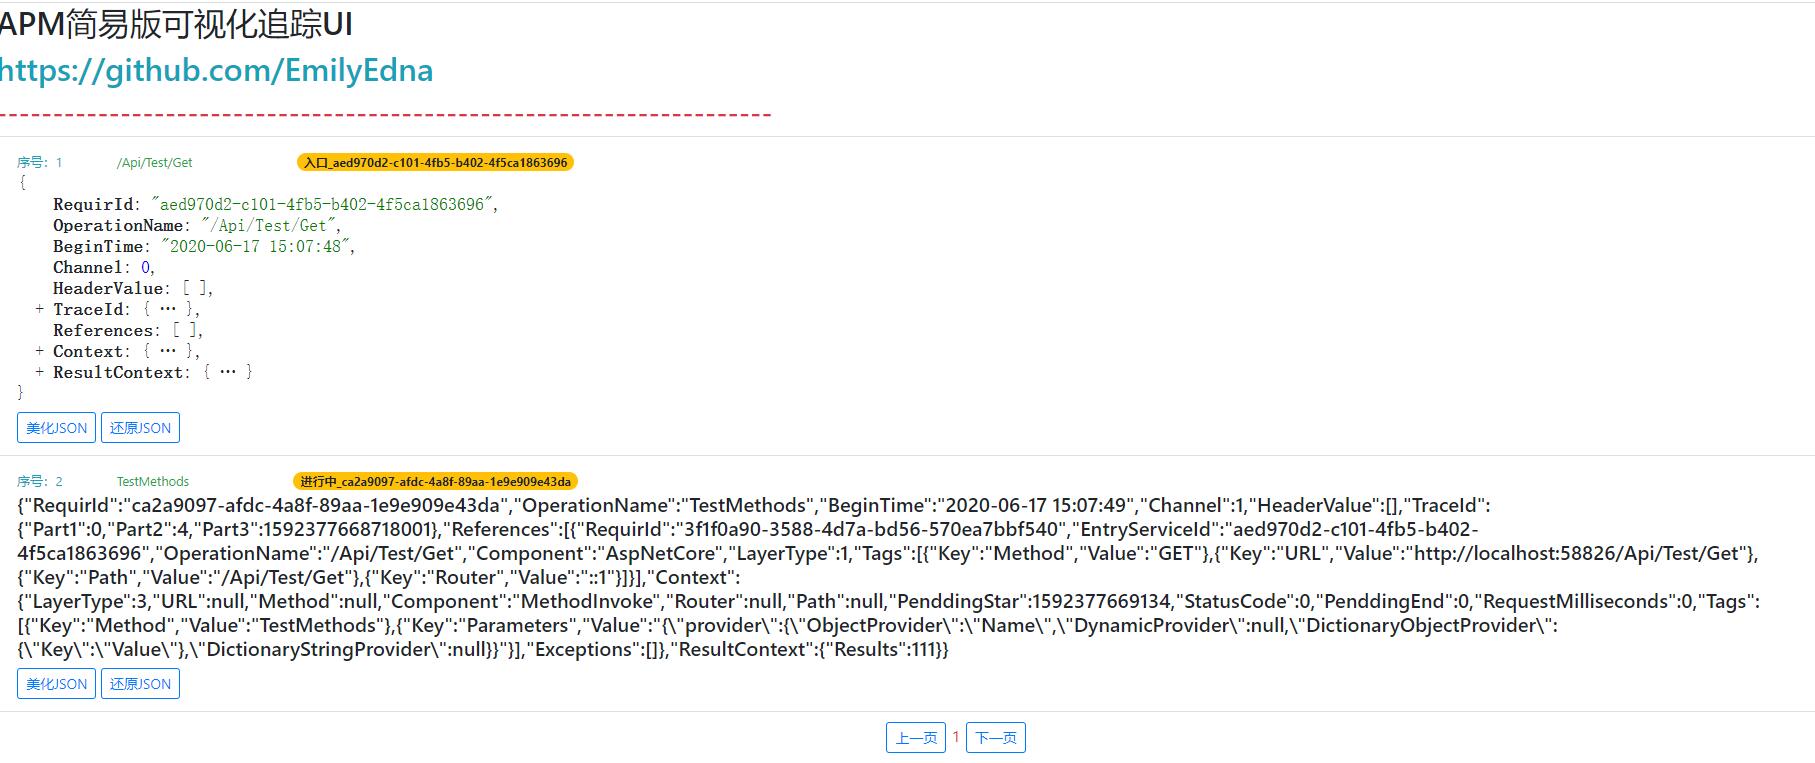 APM简易版可视化追踪UI
https://github.com/EmilyEdna
--------------------------------------------------------------------------------
序号：1 /Api/Test/Get 入口_aed970d2-c101-4fb5-b402-4f5ca1863696
{
RequirId: "aed970d2-c101-4fb5-b402-4f5ca1863696",
OperationName: "/Api/Test/Get",
BeginTime: "2020-06-17 15:07:48",
Channel: 0,
HeaderValue: [ ],
+ TraceId: { … },
References: [ ],
+ Context: { … },
+ ResultContext: { … }
}
美化JSON 还原JSON
序号：2 TestMethods 进行中_ca2a9097-afdc-4a8f-89aa-1e9e909e43da
{"RequirId":"ca2a9097-afdc-4a8f-89aa-1e9e909e43da","OperationName":"TestMethods","BeginTime":"2020-06-17 15:07:49","Channel":1,"HeaderValue":[],"TraceId":
{"Part1":0,"Part2":4,"Part3":1592377668718001},"References":[{"RequirId":"3f1f0a90-3588-4d7a-bd56-570ea7bbf540","EntryServiceId":"aed970d2-c101-4fb5-b402-
4f5ca1863696","OperationName":"/Api/Test/Get","Component":"AspNetCore","LayerType":1,"Tags":[{"Key":"Method","Value":"GET"},{"Key":"URL","Value":"http://localhost:58826/Api/Test/Get"},
{"Key":"Path","Value":"/Api/Test/Get"},{"Key":"Router","Value":"::1"}]}],"Context":
{"LayerType":3,"URL":null,"Method":null,"Component":"MethodInvoke","Router":null,"Path":null,"PenddingStar":1592377669134,"StatusCode":0,"PenddingEnd":0,"RequestMilliseconds":0,"Tags":
[{"Key":"Method","Value":"TestMethods"},{"Key":"Parameters","Value":"{\"provider\":{\"ObjectProvider\":\"Name\",\"DynamicProvider\":null,\"DictionaryObjectProvider\":
{\"Key\":\"Value\"},\"DictionaryStringProvider\":null}}"}],"Exceptions":[]},"ResultContext":{"Results":111}}
美化JSON 还原JSON
上一页 1 下一页